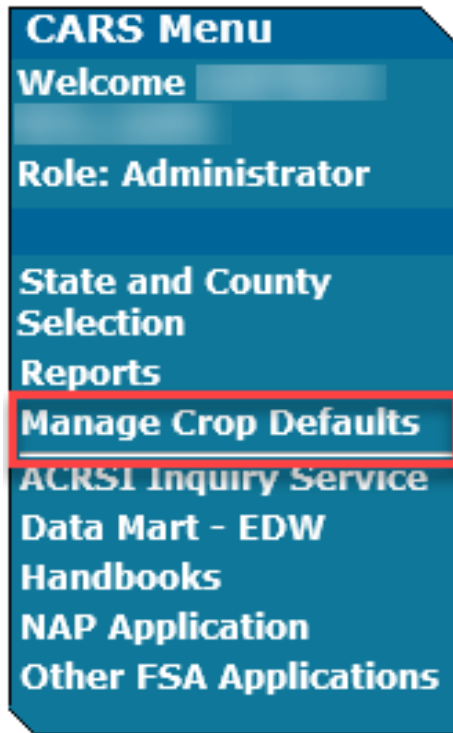 CARS Menu
Welcome
Role: Administrator
State and County
Selection
Reports
Manage Crop Defaults
ACRSI Inquiry Service
Data Mart - EDW
Handbooks
NAP Application
Other FSA Applications